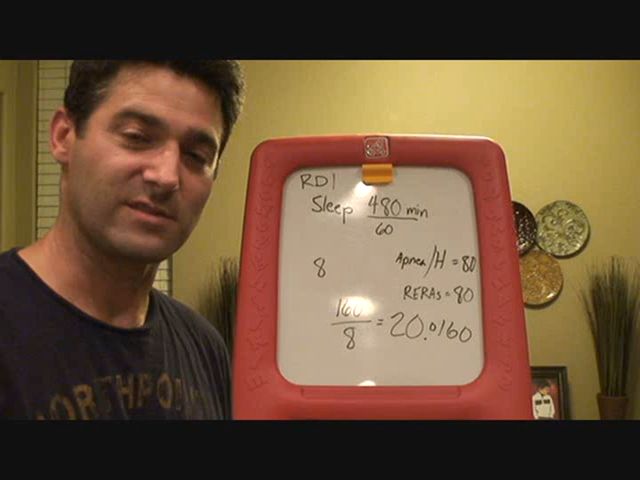 RDI
Sleep 480 min
60
8
Apnea/H = 80
RERAs = 80
160
8
= 20.0160